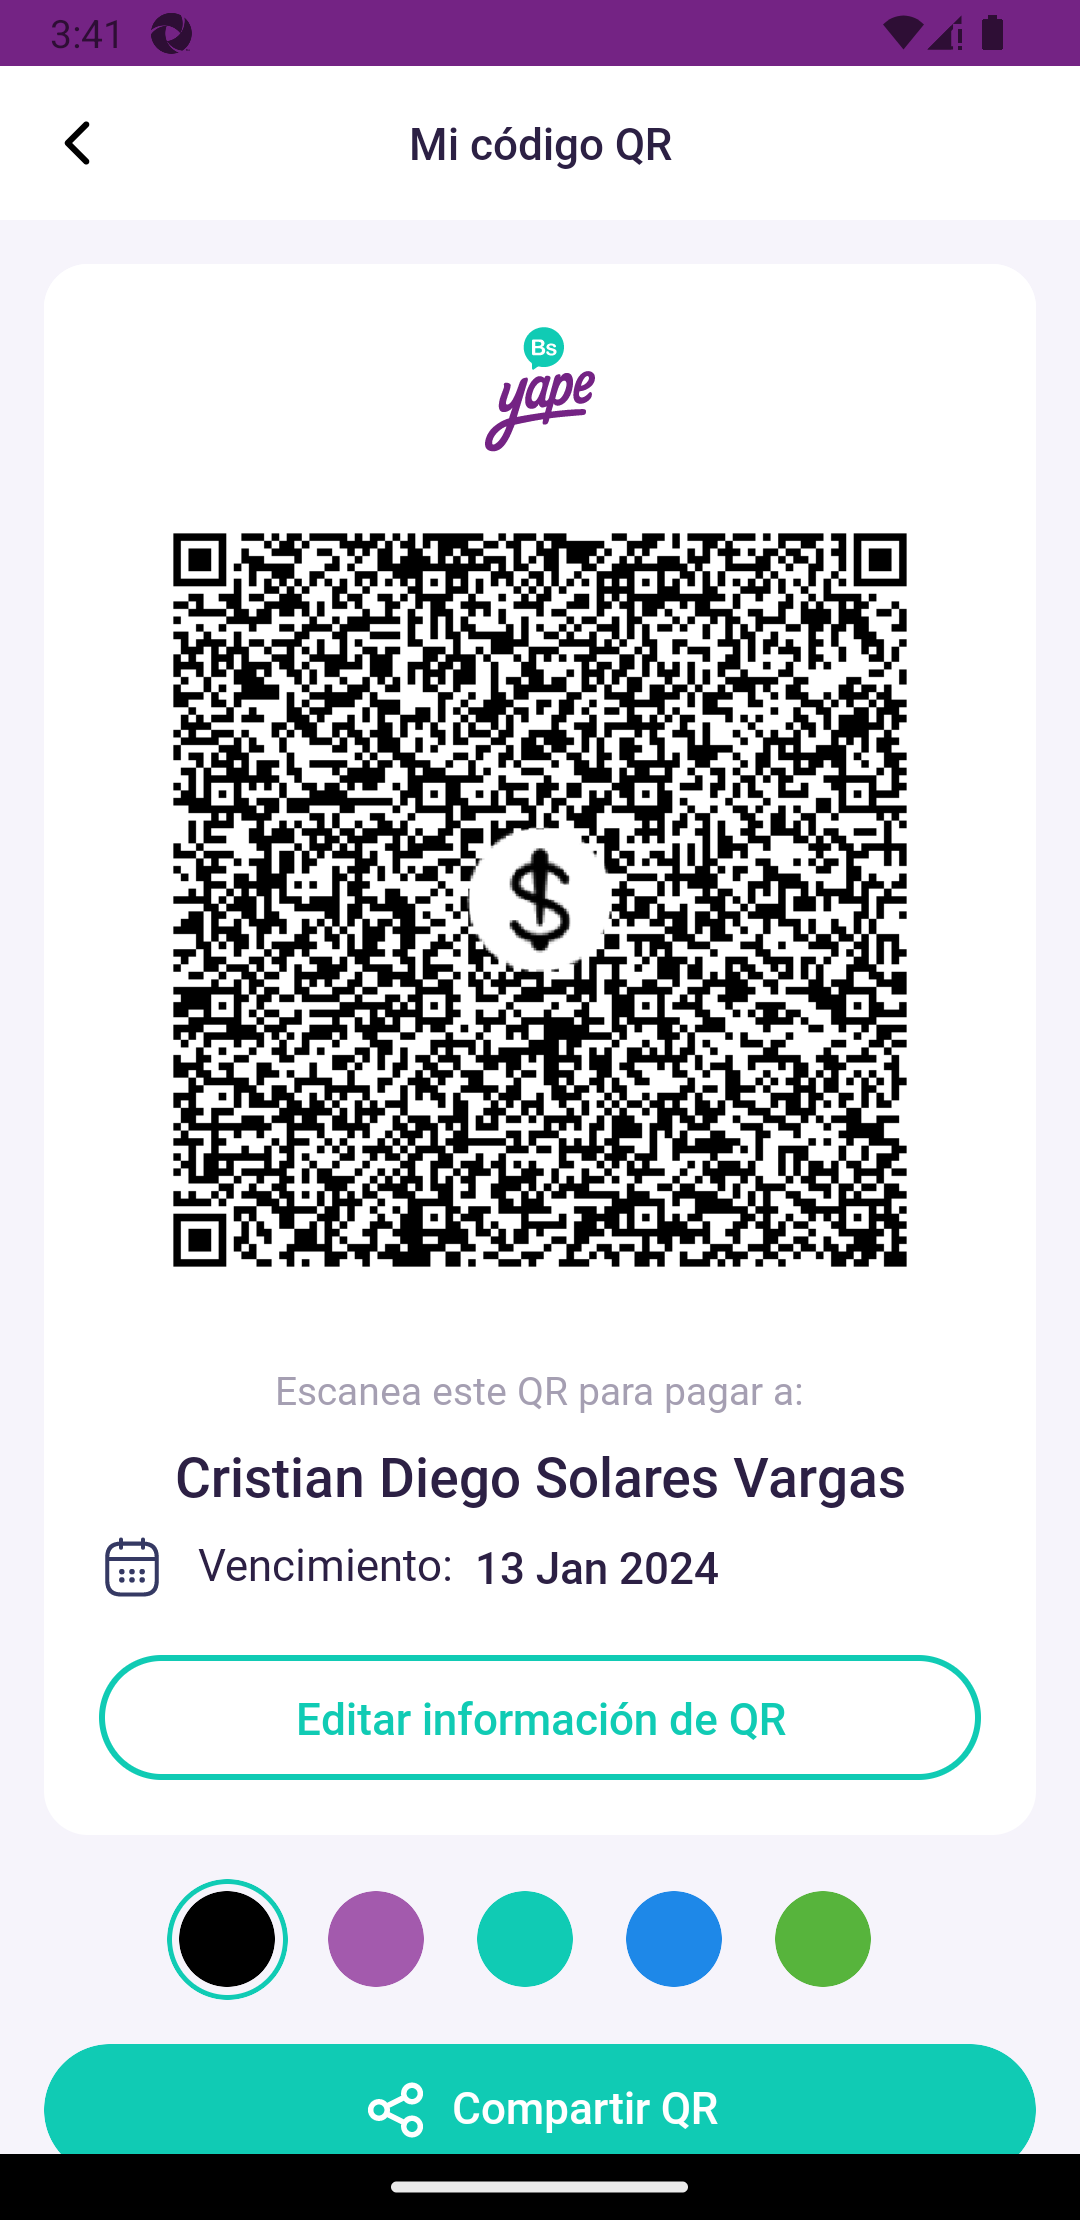 3:41
Mi código QR
Bs
yape
$
Escanea este QR para pagar a:
Cristian Diego Solares Vargas
Vencimiento: 13 Jan 2024
Editar información de QR
Compartir QR